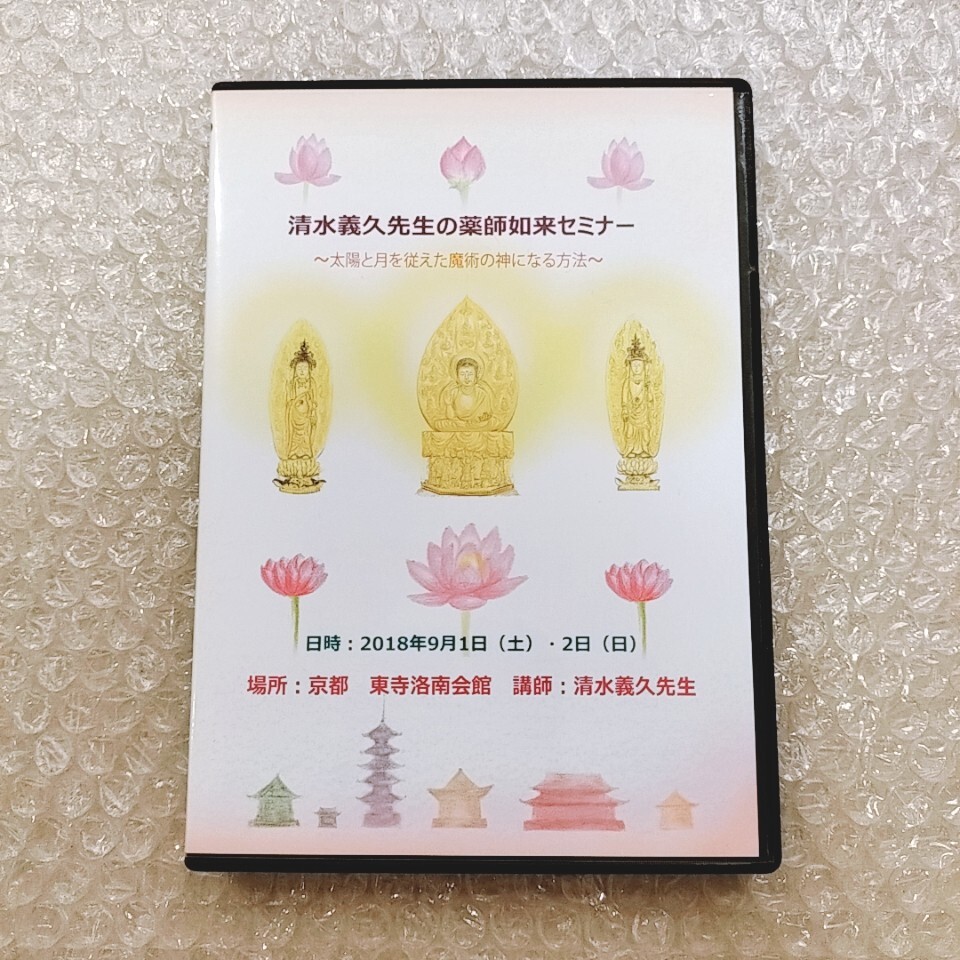 清水義久先生の薬師如来セミナー
～太陽と月を従えた魔術の神になる方法～
日時：2018年9月1日（土）・2日（日）
場所：京都　東寺洛南会館　講師：清水義久先生